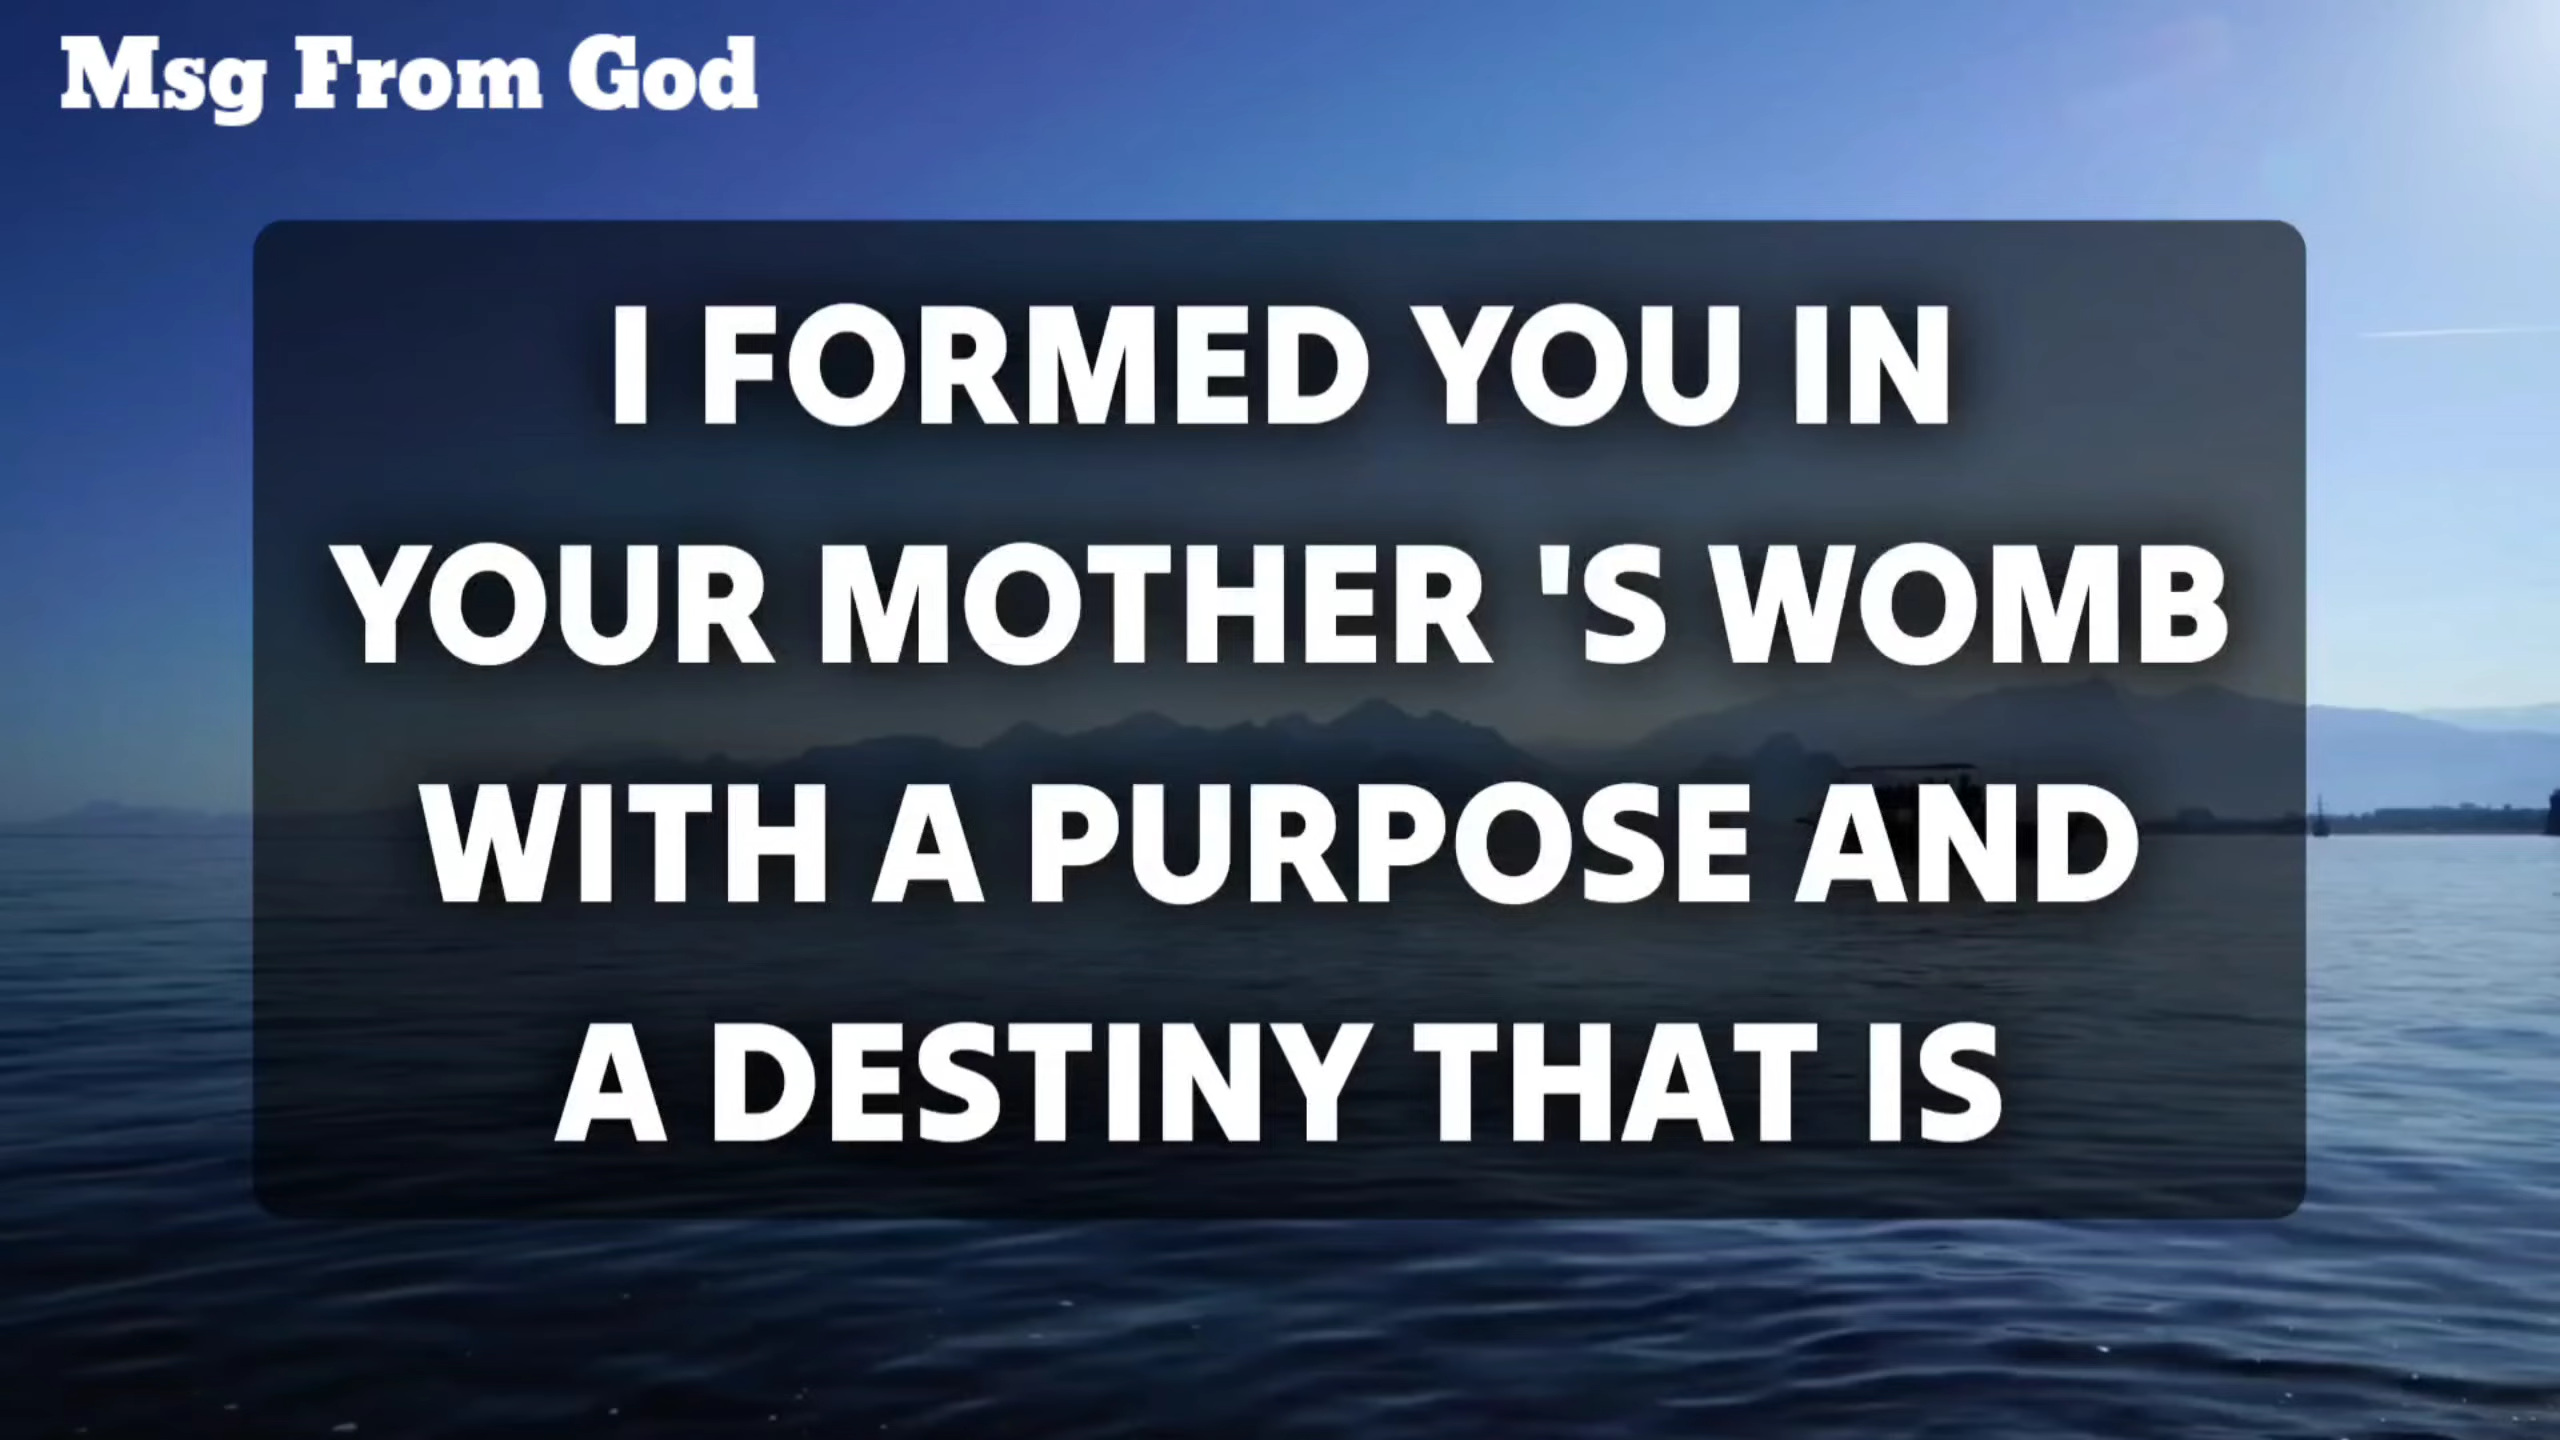 Msg From God
I FORMED YOU IN
YOUR MOTHER 'S WOMB
WITH A PURPOSE AND
A DESTINY THAT IS